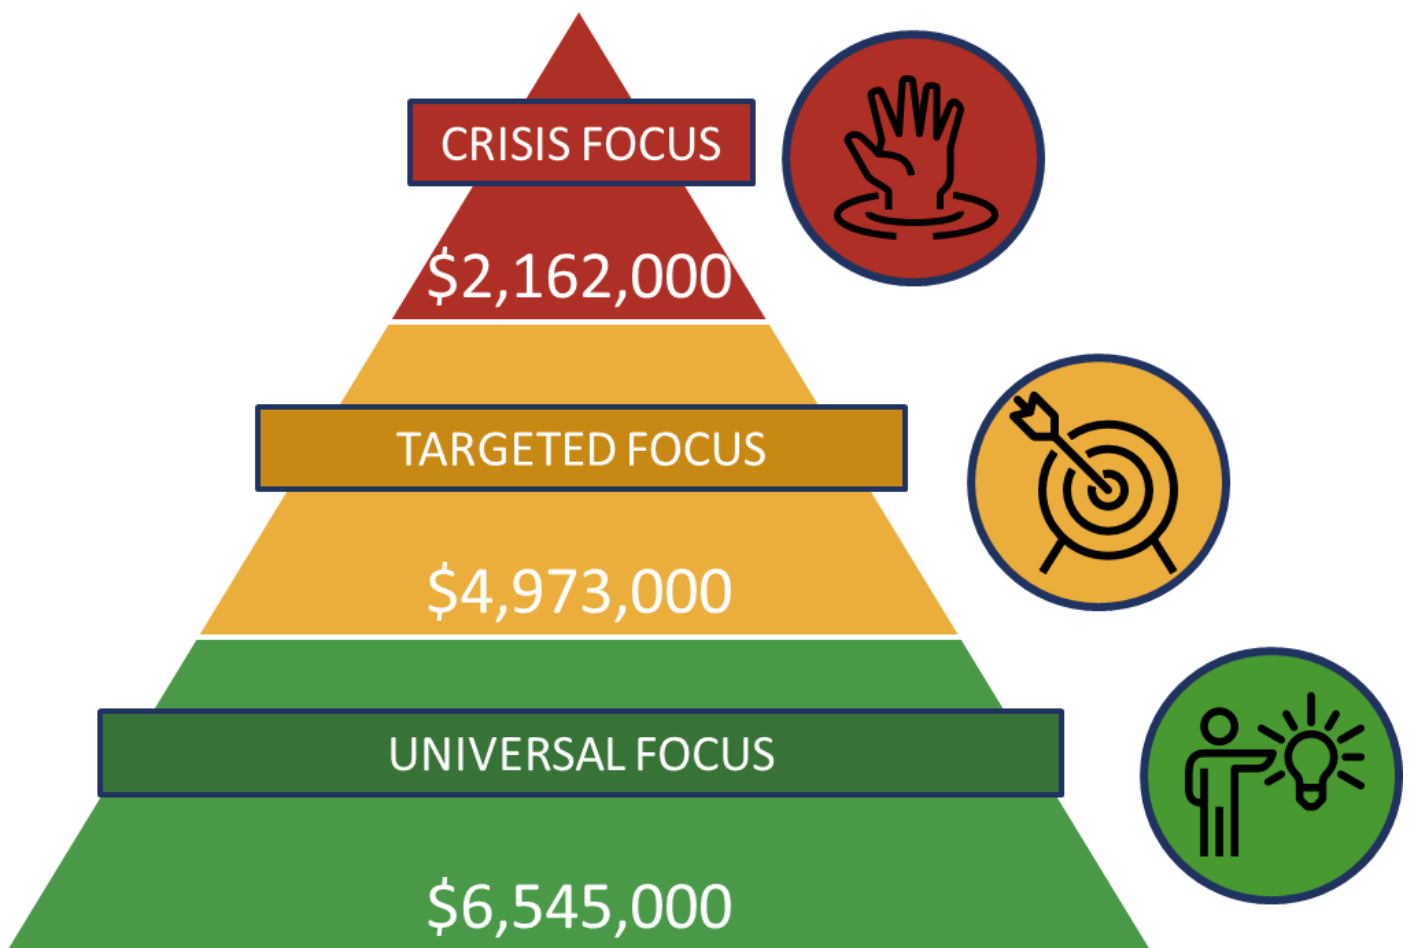 CRISIS FOCUS
$2,162,000
TARGETED FOCUS
$4,973,000
UNIVERSAL FOCUS
$6,545,000